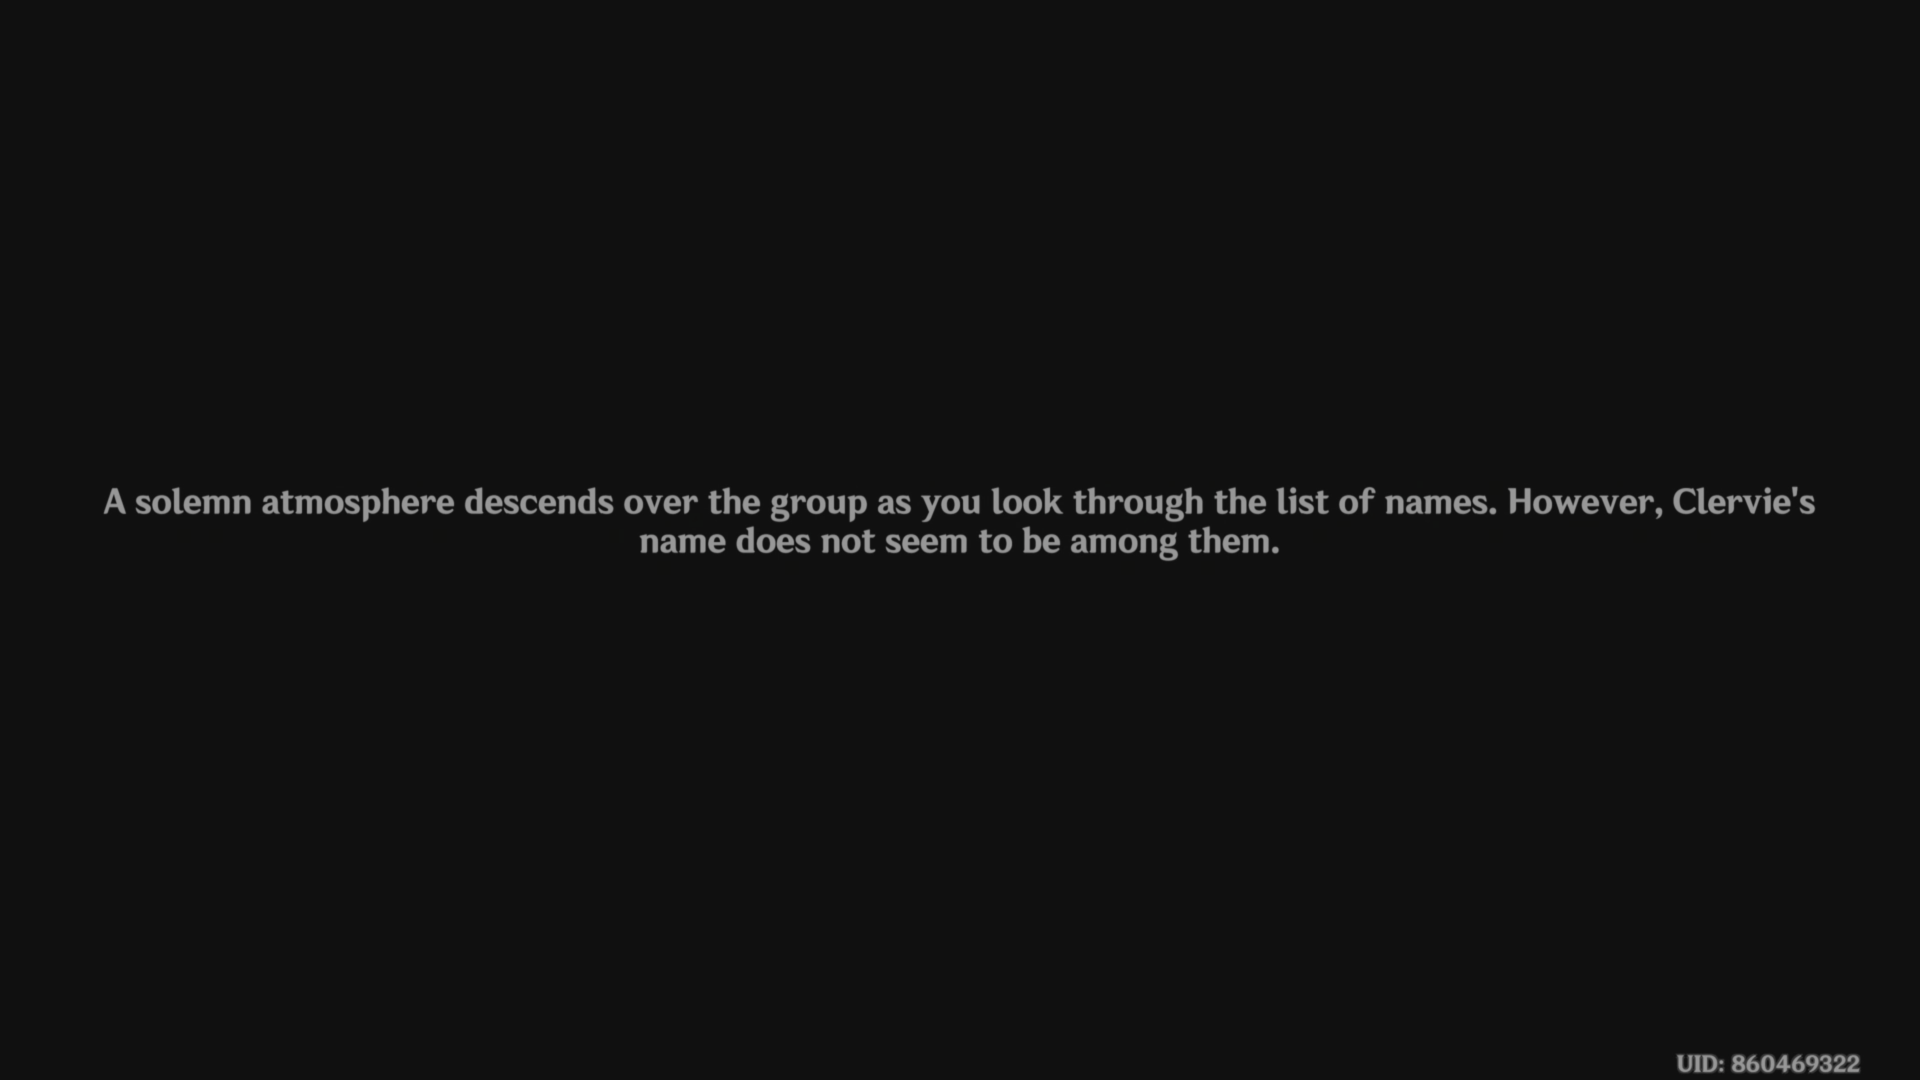 A solemn atmosphere descends over the group as you look through the list of names. However, Clervie's
name does not seem to be among them.
UID: 860469322